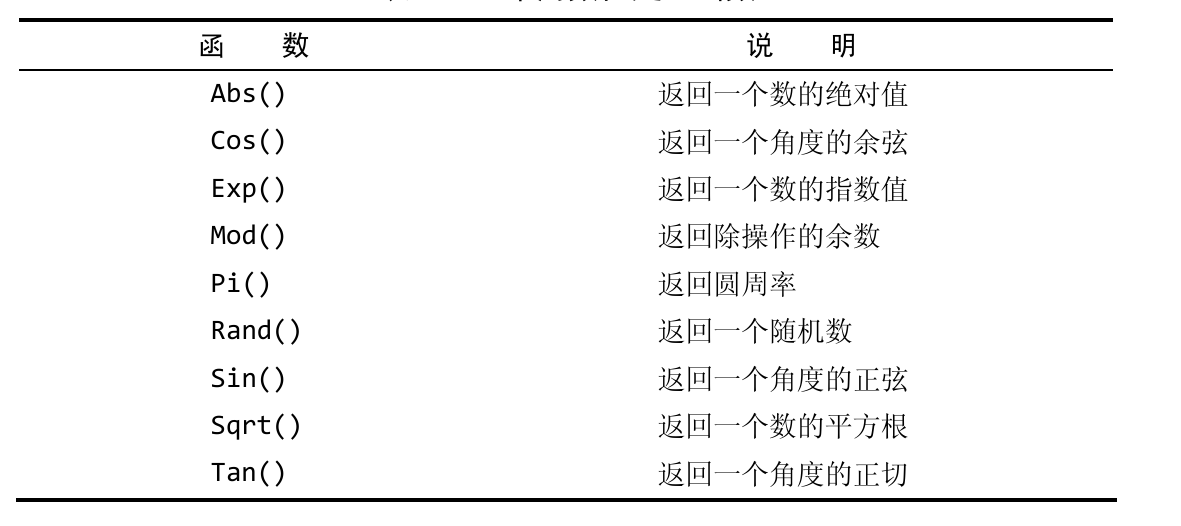 函 数 说 明
Abs() 返回一个数的绝对值
Cos() 返回一个角度的余弦
Exp() 返回一个数的指数值
Mod() 返回除操作的余数
Pi() 返回圆周率
Rand() 返回一个随机数
Sin() 返回一个角度的正弦
Sqrt() 返回一个数的平方根
Tan() 返回一个角度的正切